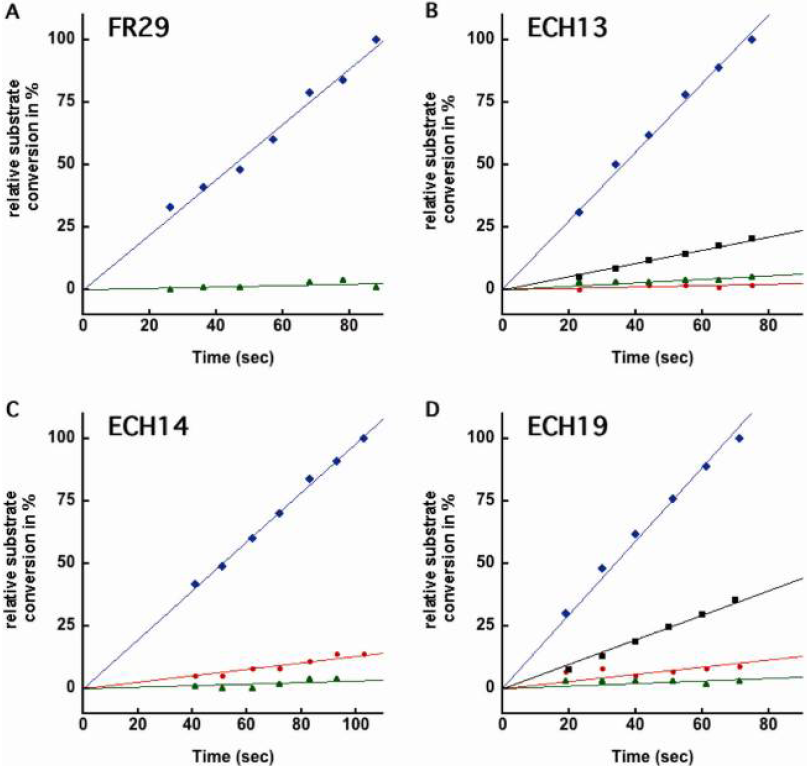 A
FR29
100
75
50
25
0
relative substrate
conversion in %
0
20
40
60
80
Time (sec)
B
ECH13
100
75
50
25
0
relative substrate
conversion in %
0
20
40
60
80
Time (sec)
C
ECH14
100
75
50
25
0
relative substrate
conversion in %
0
20
40
60
80
100
Time (sec)
D
ECH19
100
75
50
25
0
relative substrate
conversion in %
0
20
40
60
80
Time (sec)